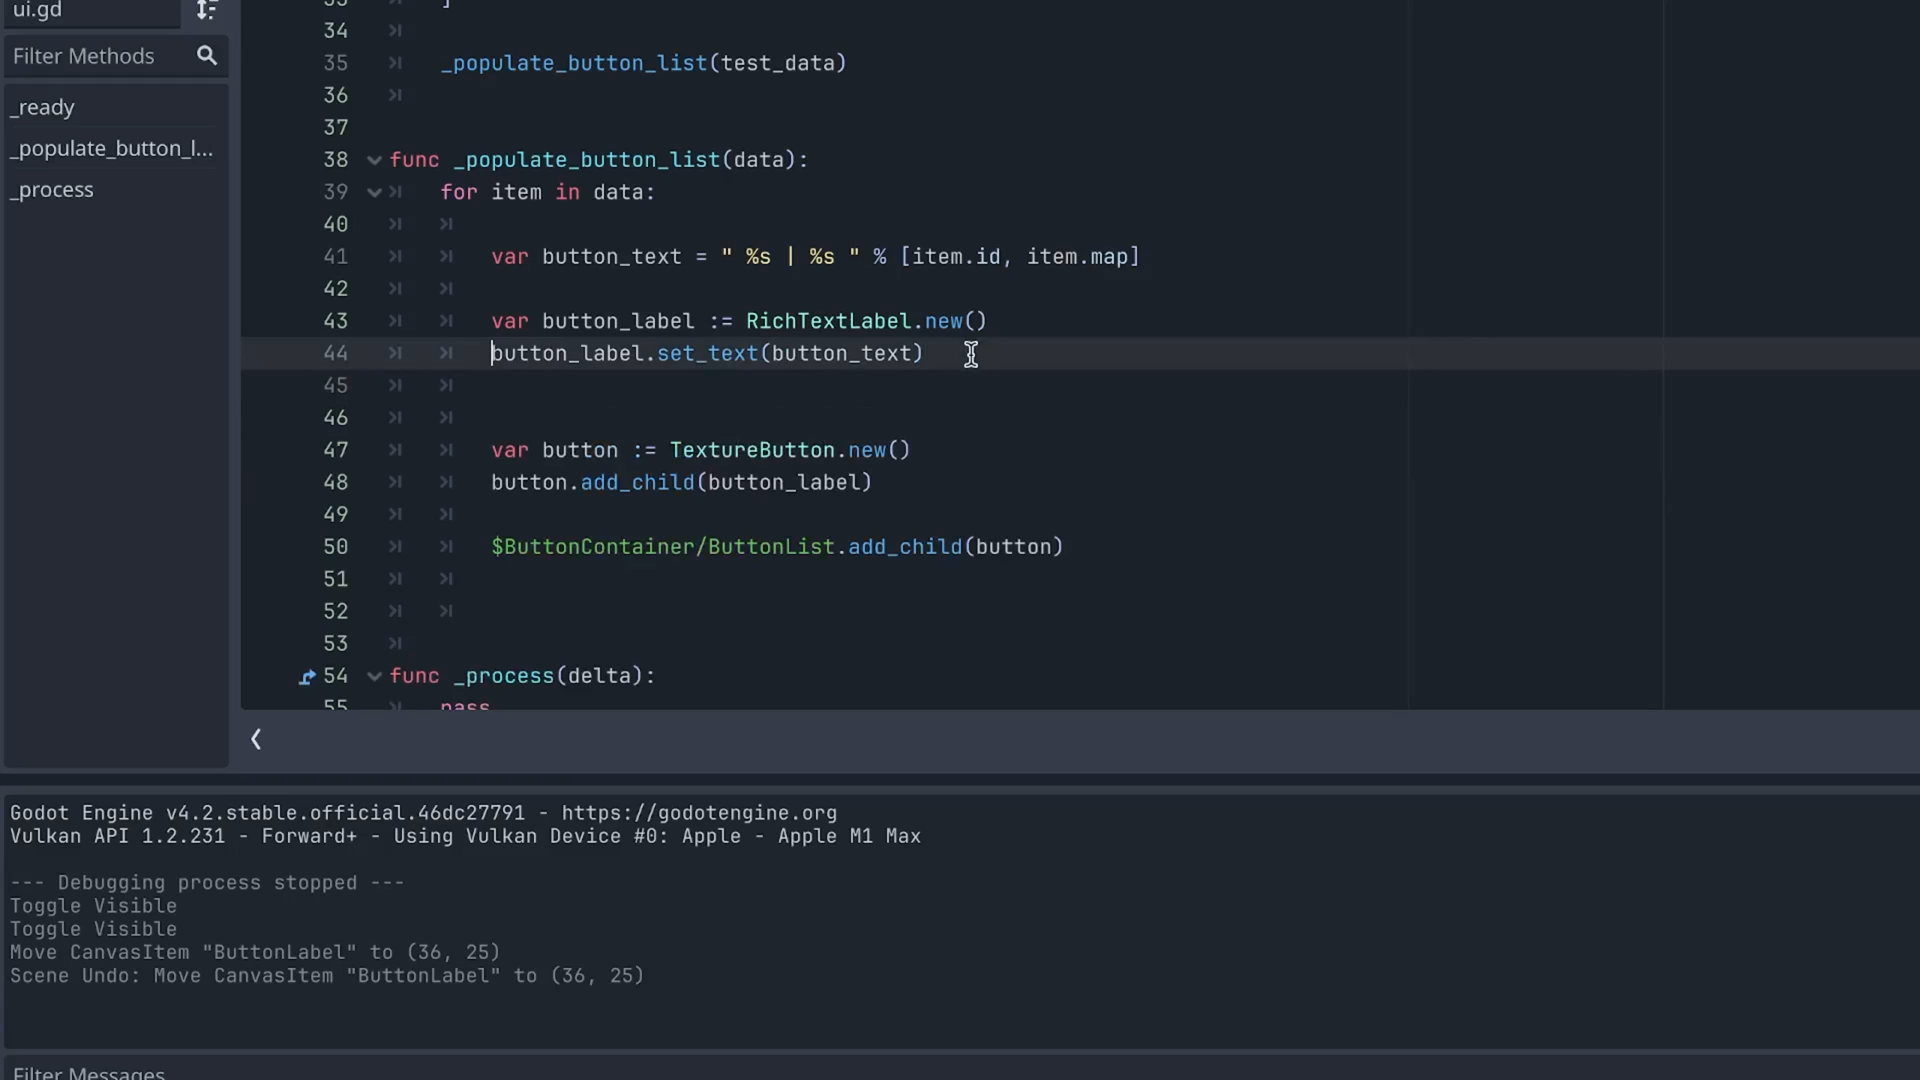 ui.gd
Filter Methods
_ready
_populate_button_l...
_process
]
34
35 _populate_button_list(test_data)
36
37
38 func _populate_button_list(data):
39 for item in data:
40
41 var button_text = " %s | %s " % [item.id, item.map]
42
43 var button_label := RichTextLabel.new()
44 button_label.set_text(button_text)
45
46
47 var button := TextureButton.new()
48 button.add_child(button_label)
49
50 $ButtonContainer/ButtonList.add_child(button)
51
52
53
54 func _process(delta):
55 pass
Godot Engine v4.2.stable.official.46dc27791 - https://godotengine.org
Vulkan API 1.2.231 - Forward+ - Using Vulkan Device #0: Apple - Apple M1 Max
--- Debugging process stopped ---
Toggle Visible
Toggle Visible
Move CanvasItem "ButtonLabel" to (36, 25)
Scene Undo: Move CanvasItem "ButtonLabel" to (36, 25)
Filter Messages